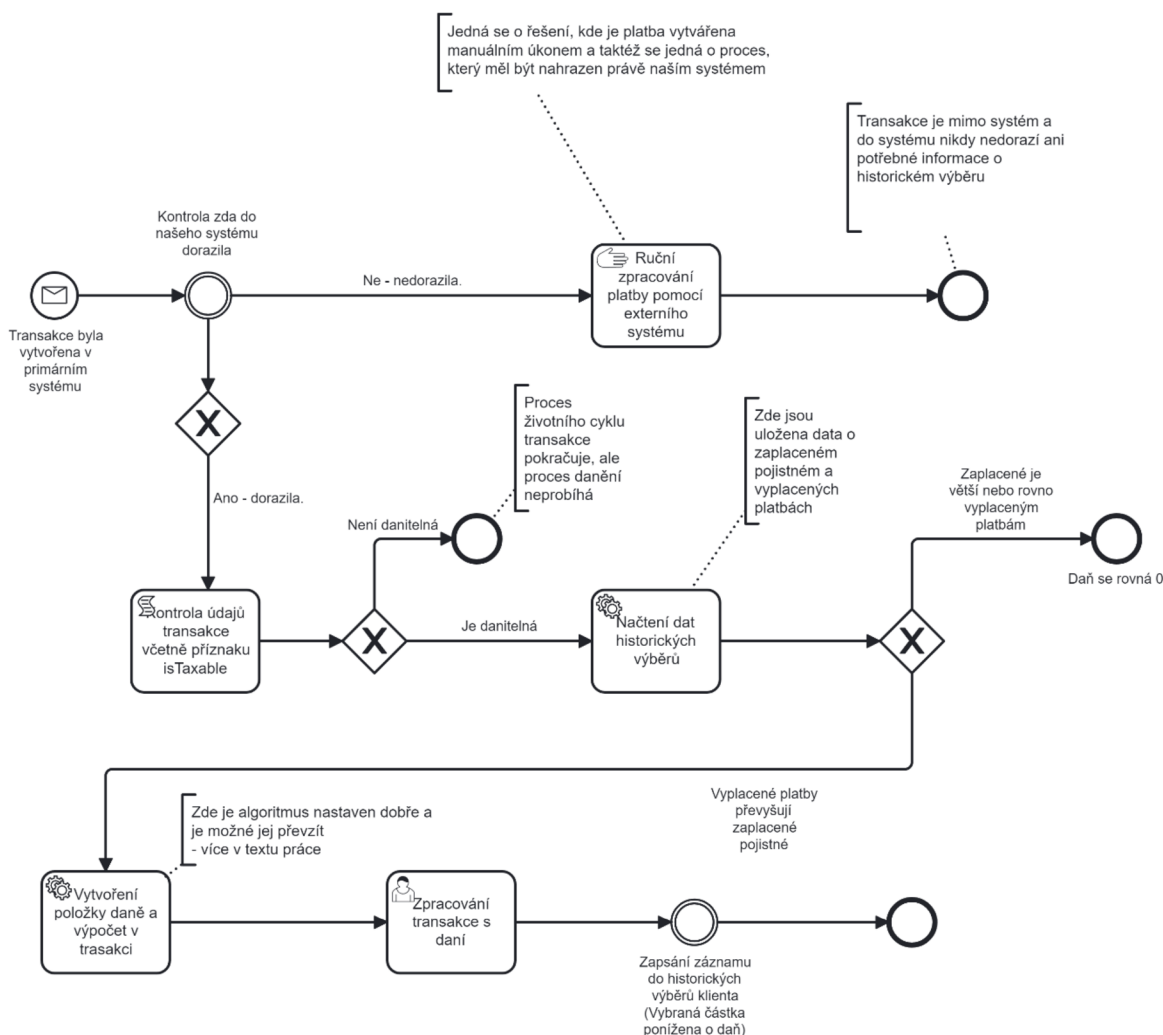 Jedná se o řešení, kde je platba vytvářena
manuálním úkonem a taktéž se jedná o proces,
který měl být nahrazen právě naším systémem
Transakce je mimo systém a
do systému nikdy nedorazí ani
potřebné informace o
historickém výběru
Kontrola zda do
našeho systému
dorazila
Ne - nedorazila.
Ruční
zpracování
platby pomocí
externího
systému
Transakce byla
vytvořena v
primárním
systému
Proces
životního cyklu
transakce
pokračuje, ale
proces danění
neprobíhá
Zde jsou
uložena data o
zaplaceném
pojistném a
vyplacených
platbách
Zaplacené je
větší nebo rovno
vyplaceným
platbám
Ano - dorazila.
Není danitelná
Daň se rovná 0
Kontrola údajů
transakce
včetně příznaku
isTaxable
Je danitelná
Načtení dat
historických
výběrů
Vyplacené platby
převyšují
zaplacené
pojistné
Zde je algoritmus nastaven dobře a
je možné jej převzít
- více v textu práce
Vytvoření
položky daně a
výpočet v
trasakci
Zpracování
transakce s
daní
Zapsání záznamu
do historických
výběrů klienta
(Vybraná částka
ponížena o daň)